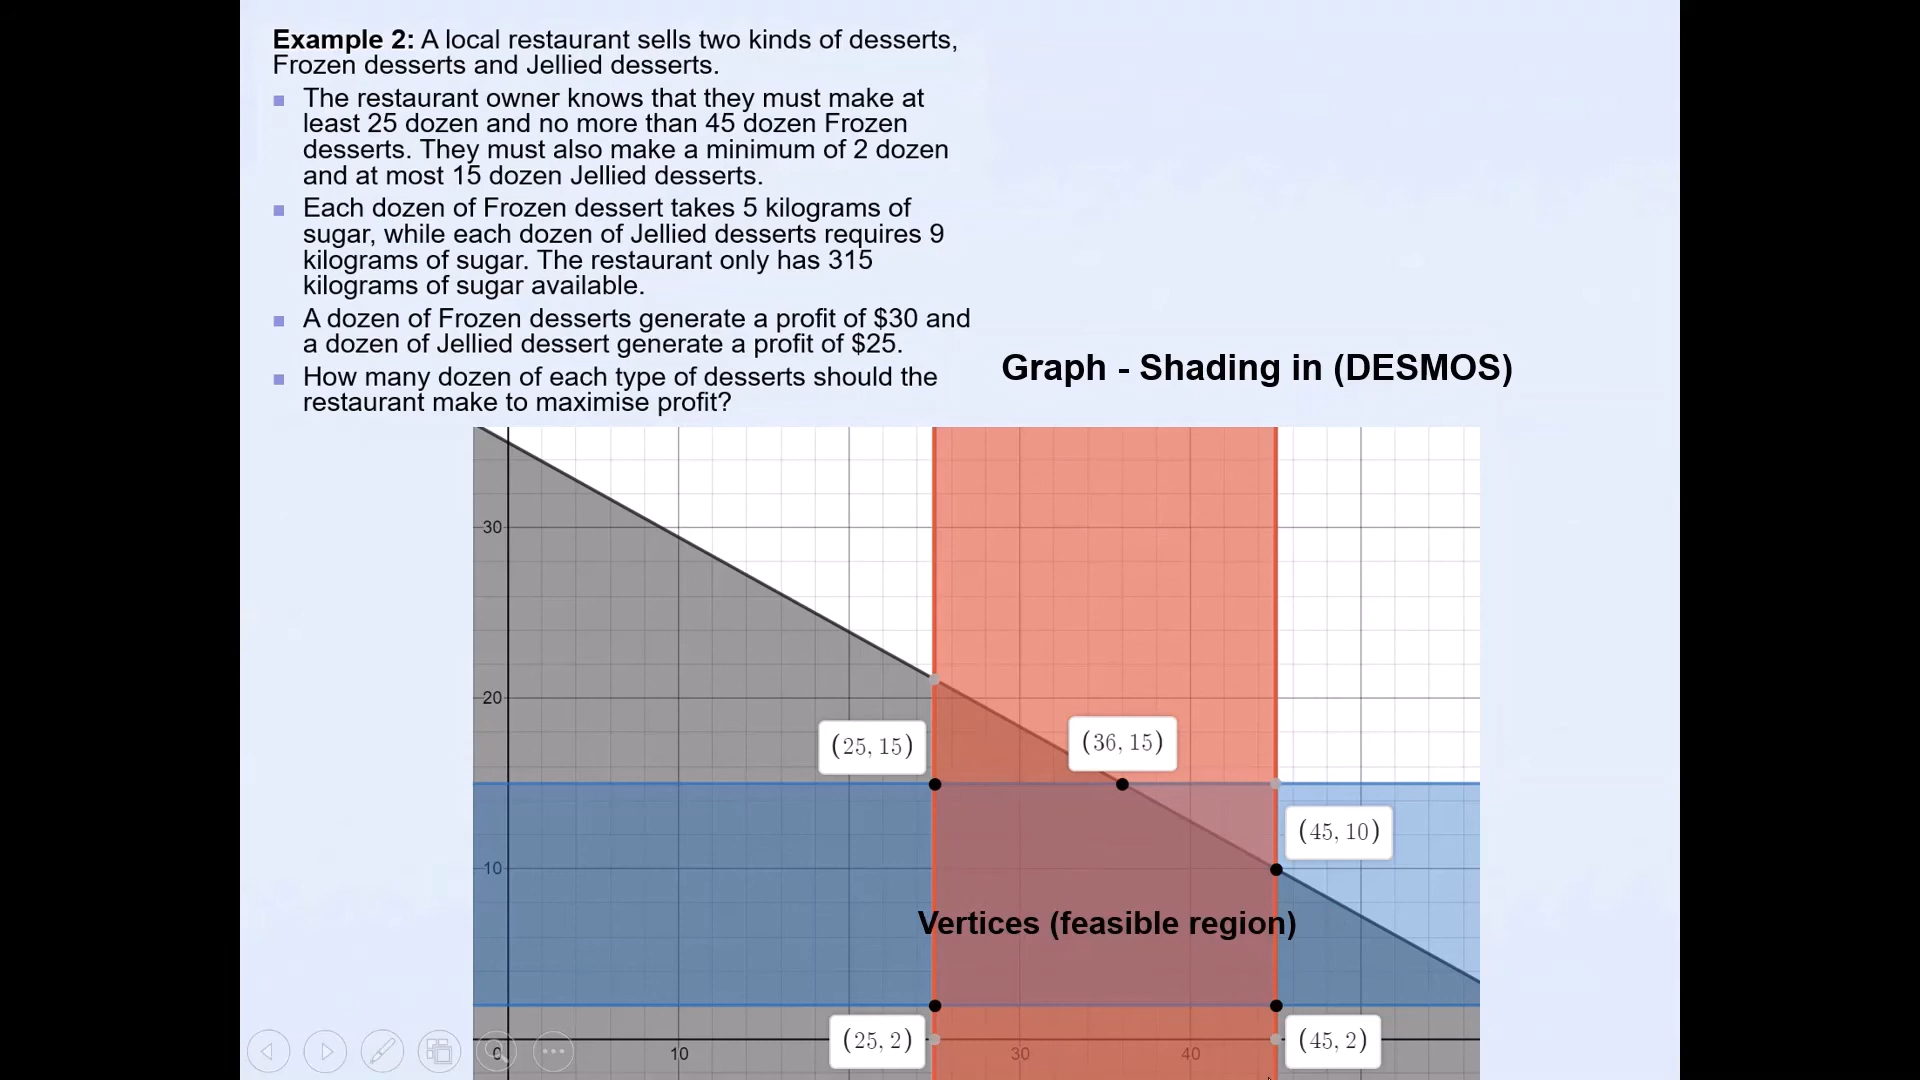 Example 2: A local restaurant sells two kinds of desserts,
Frozen desserts and Jellied desserts.
The restaurant owner knows that they must make at
least 25 dozen and no more than 45 dozen Frozen
desserts. They must also make a minimum of 2 dozen
and at most 15 dozen Jellied desserts.
Each dozen of Frozen dessert takes 5 kilograms of
sugar, while each dozen of Jellied desserts requires 9
kilograms of sugar. The restaurant only has 315
kilograms of sugar available.
A dozen of Frozen desserts generate a profit of $30 and
a dozen of Jellied dessert generate a profit of $25.
How many dozen of each type of desserts should the
restaurant make to maximise profit?
Graph - Shading in (DESMOS)
30
20
(25, 15)
(36, 15)
(45, 10)
10
Vertices (feasible region)
(25, 2)
(45, 2)
0
10
30
40